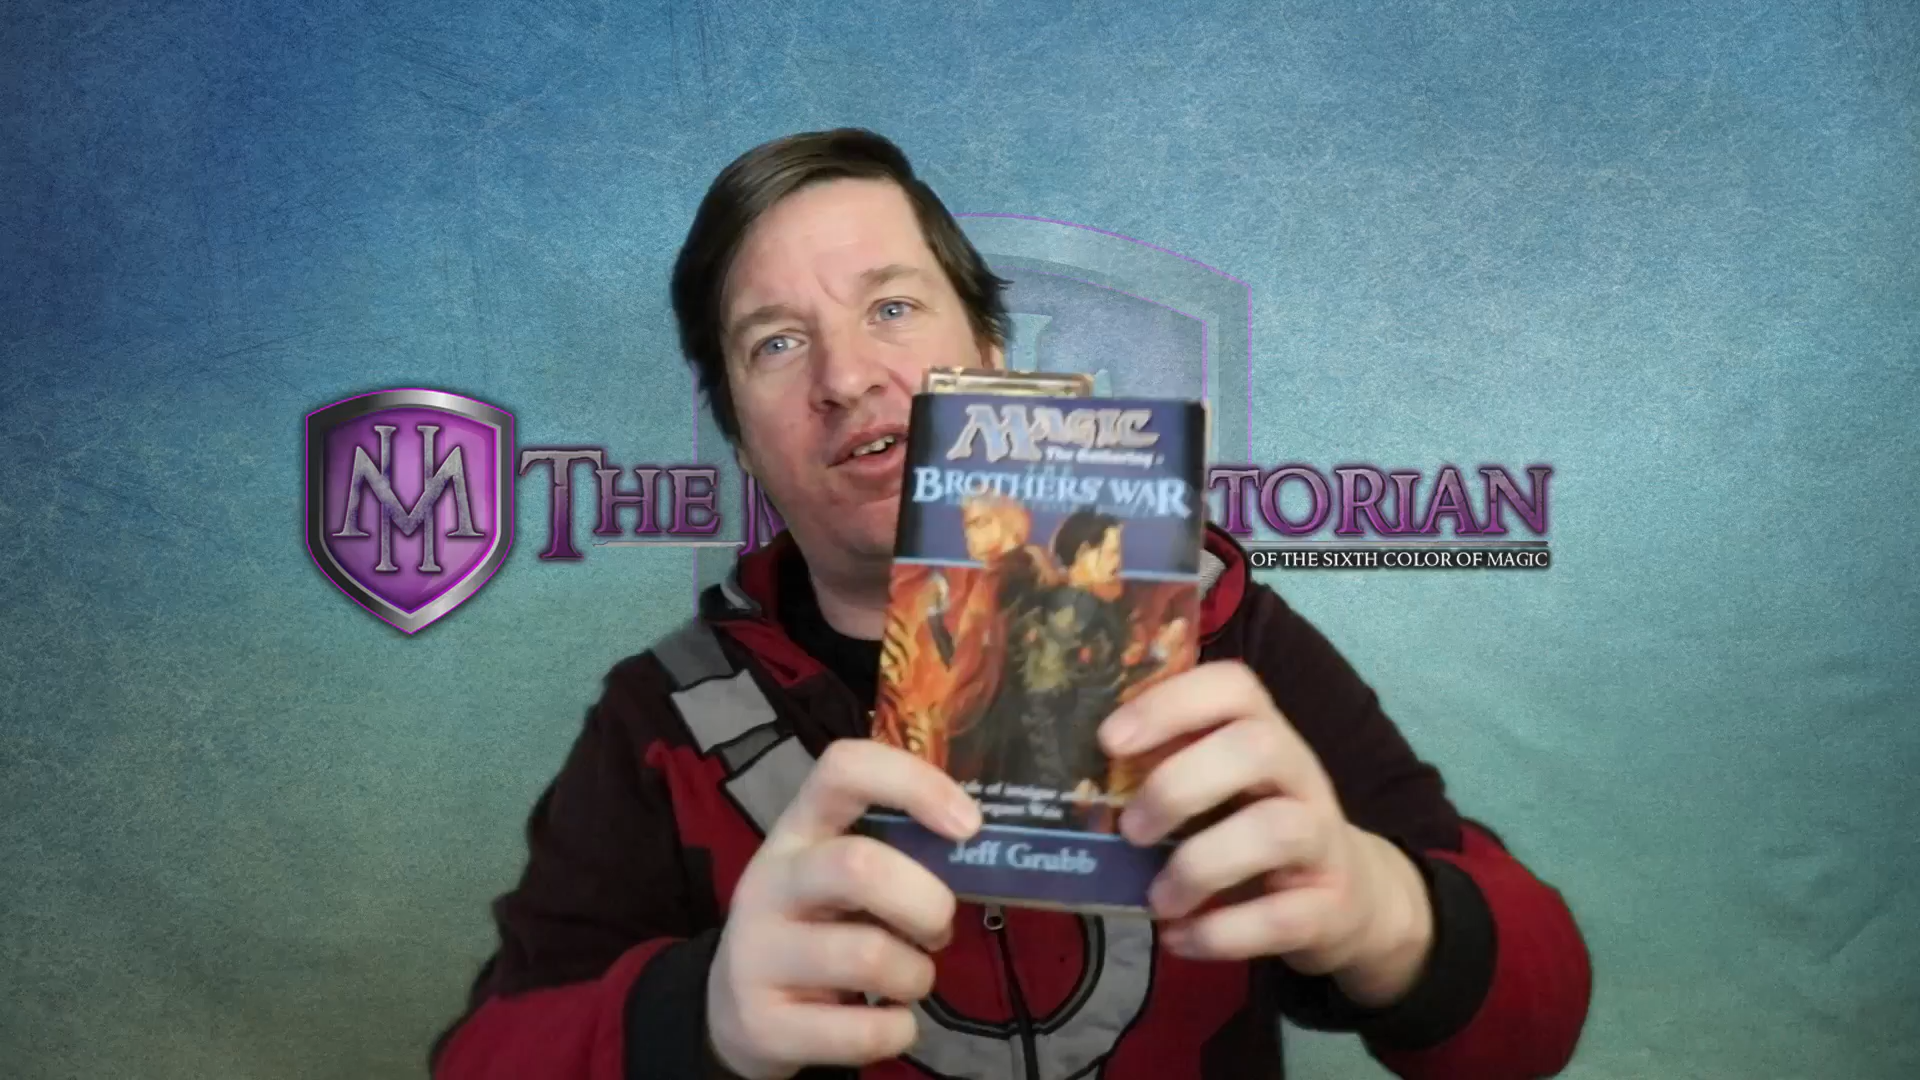 THE
TORIAN
OF THE SIXTH COLOR OF MAGIC
MAGIC
The Gathering
BROTHERS' WAR
Jeff Grubb